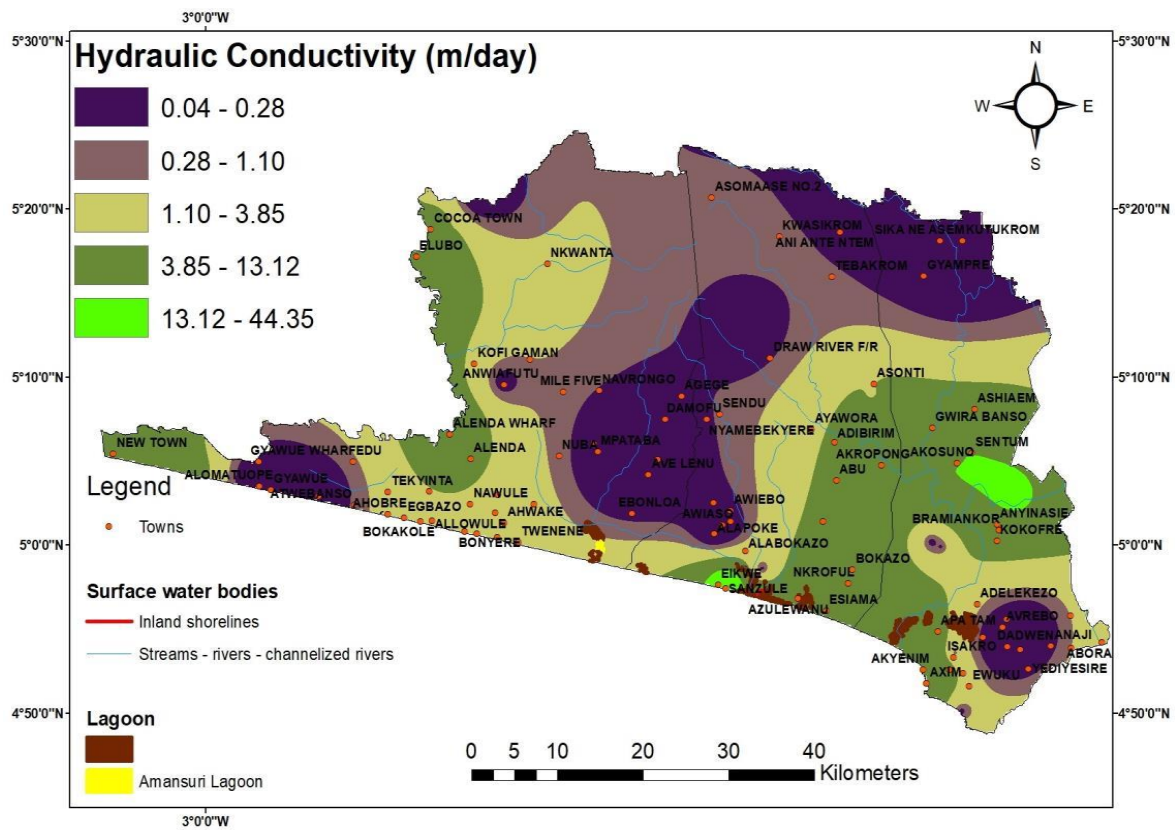 3°0'0"W
5°30'0"N
5°30'0"N
Hydraulic Conductivity (m/day)
0.04 - 0.28
0.28 - 1.10
1.10 - 3.85
3.85 - 13.12
13.12 - 44.35
N
W E
S
5°20'0"N
5°20'0"N
5°10'0"N
5°10'0"N
5°0'0"N
5°0'0"N
4°50'0"N
4°50'0"N
ASOMAASE NO.2
COCOA TOWN
KWASIKROM
SIKA NE ASEM
KUTUKROM
ANI ANTE NTEM
ELUBO
NKWANTA
TEBAKROM
GYAMPRE
KOFI GAMAN
DRAW RIVER F/R
ANWIAFUTU
MILE FIVE
NAVRONGO
AGEGE
ASONTI
DAMOFU
SENDU
ASHIAEM
ALENDA WHARF
NYAMEBEKYERE
AYAWORA
GWIRA BANSO
NEW TOWN
ALENDA
NUBA
MPATABA
ADIBIRIM
SENTUM
GYAWUE WHARF
EDU
AKROPONG
AKOSUNO
ALOMATUOPE
GYAWUE
AVE LENU
ABU
ATWEBANSO
TEKYINTA
NAWULE
EBONLOA
AWIEBO
ANYINASIE
AHOBRE
EGBAZO
AHWAKE
AWIASO
BRAMIANKOR
KOKOFRE
BOKAKOLE
ALLOWULE
TWENENE
ALAPOKE
BONYERE
ALABOKAZO
BOKAZO
EIKWE
NKROFUL
SANZULE
ESIAMA
ADELEKEZO
AZULEWANU
APATAM
AVREBO
DADWEN
ANAJI
ISAKRO
ABORA
AKYENIM
AXIM
EWUKU
YEDIYESIRE
Legend
Towns
Surface water bodies
Inland shorelines
Streams - rivers - channelized rivers
Lagoon
Amansuri Lagoon
0 5 10 20 30 40
Kilometers
3°0'0"W